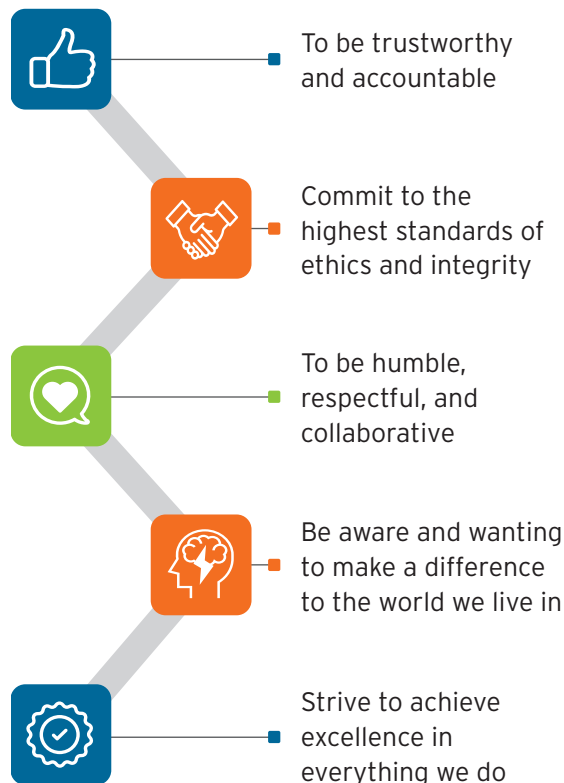 To be trustworthy
and accountable
Commit to the
highest standards of
ethics and integrity
To be humble,
respectful, and
collaborative
Be aware and wanting
to make a difference
to the world we live in
Strive to achieve
excellence in
everything we do